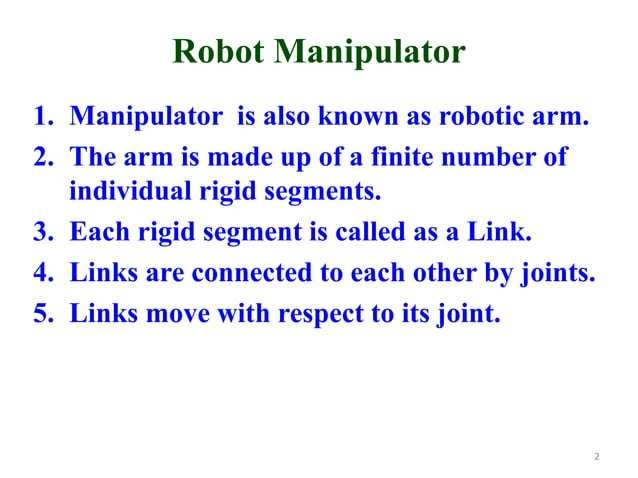 Robot Manipulator
1. Manipulator  is also known as robotic arm.
2. The arm is made up of a finite number of
individual rigid segments.
3. Each rigid segment is called as a Link.
4. Links are connected to each other by joints.
5. Links move with respect to its joint.
2